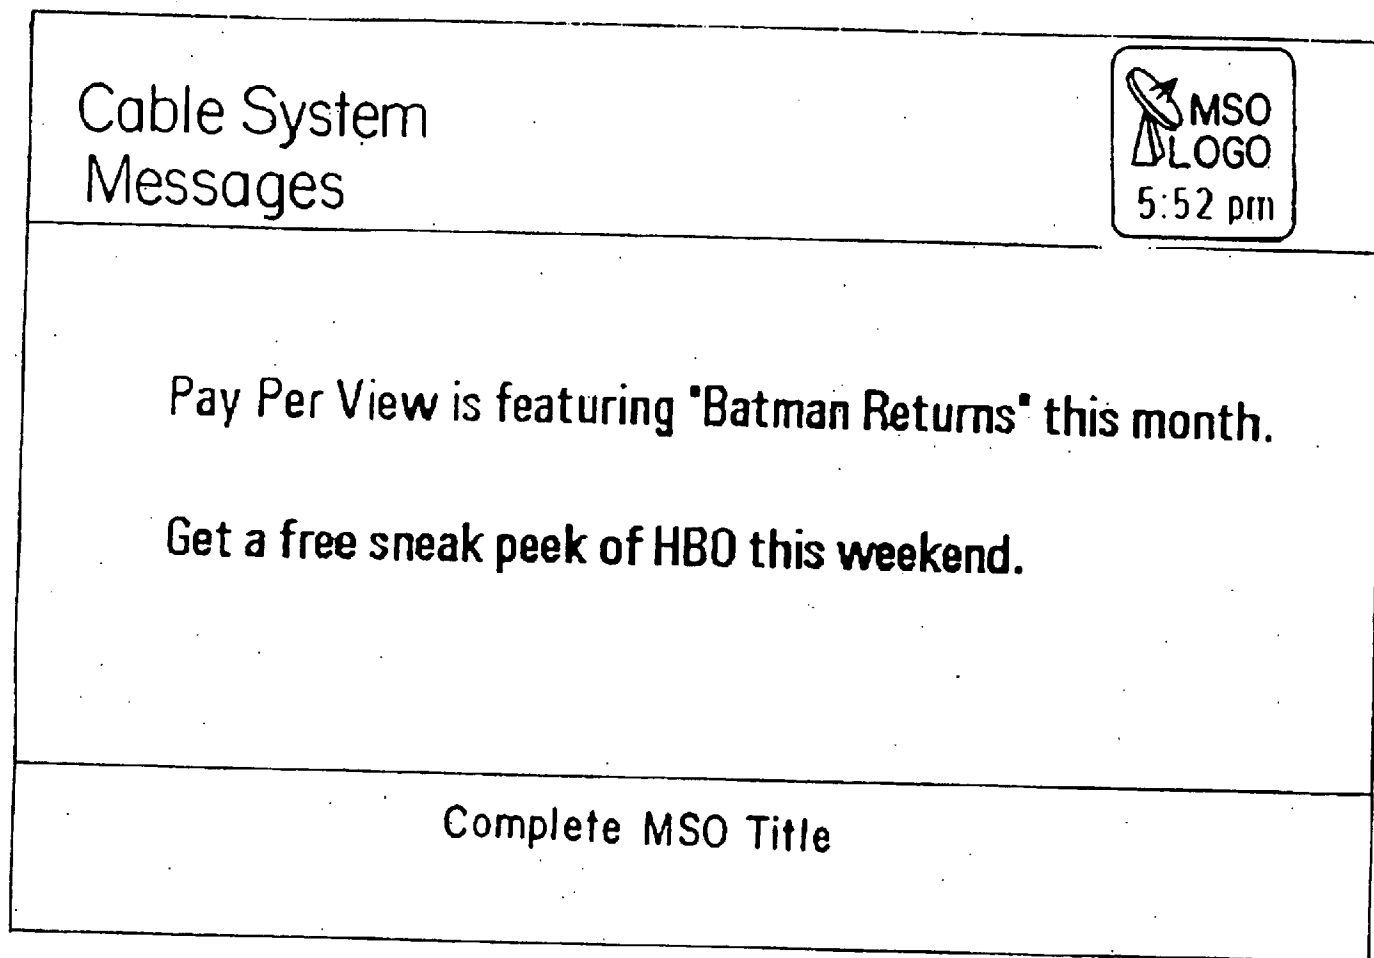 Cable System
Messages
MSO
LOGO
5:52 pm
Pay Per View is featuring "Batman Returns" this month.
Get a free sneak peek of HBO this weekend.
Complete MSO Title